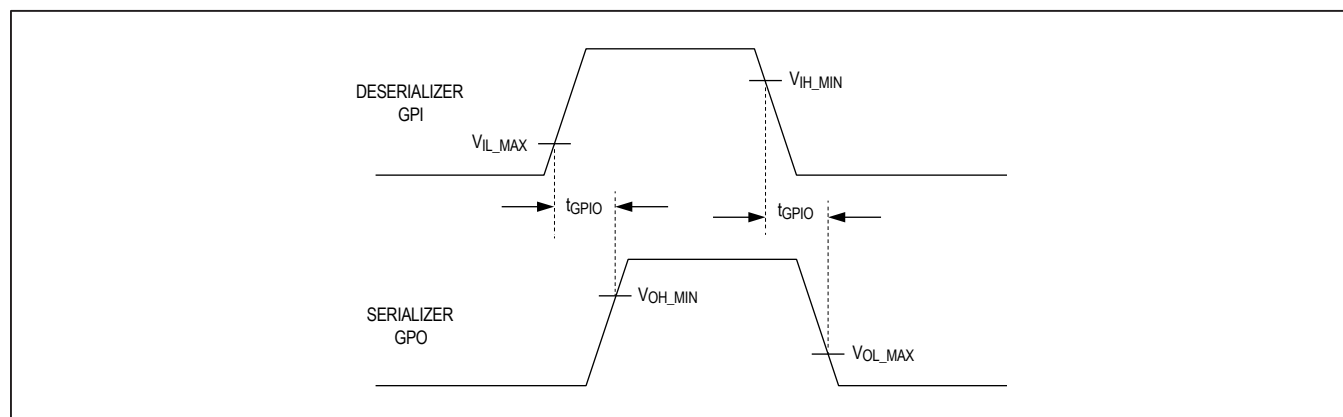 DESERIALIZER
GPI
VIH_MIN
VIL_MAX
tGPIO
tGPIO
VOH_MIN
SERIALIZER
GPO
VOL_MAX